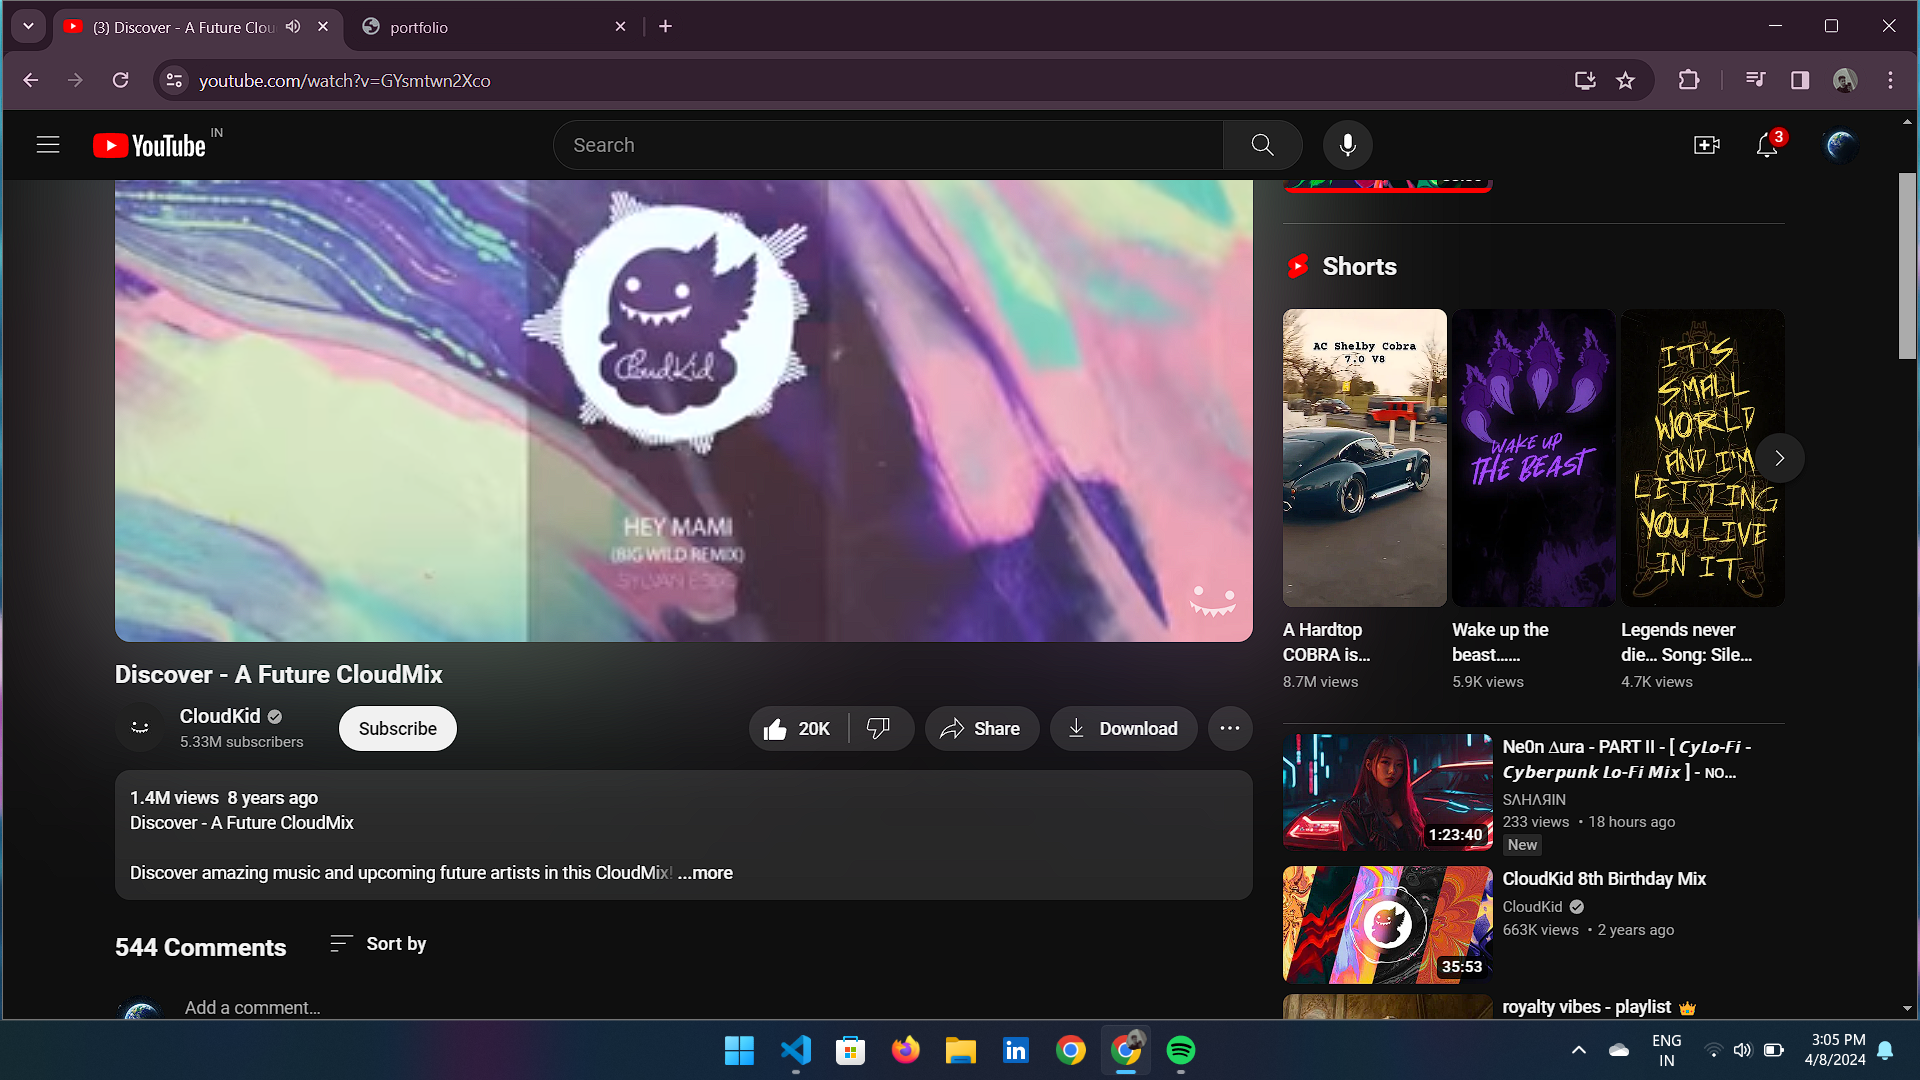 (3) Discover - A Future Clou
portfolio
youtube.com/watch?v=GYsmtwn2Xco
YouTube IN
Search
3
CloudKid
HEY MAMI
(BIG WILD REMIX)
SYLVAN ESSO
Discover - A Future CloudMix
CloudKid
5.33M subscribers
Subscribe
20K
Share
Download
1.4M views 8 years ago
Discover - A Future CloudMix
Discover amazing music and upcoming future artists in this CloudMix! ...more
544 Comments
Sort by
Add a comment...
Shorts
AC Shelby Cobra
7.0 V8
WAKE UP
THE BEAST
IT'S
SMALL
WORLD
AND I'M
LETTING
YOU LIVE
IN IT.
A Hardtop
COBRA is...
8.7M views
Wake up the
beast......
5.9K views
Legends never
die... Song: Sile...
4.7K views
1:23:40
Ne0n ∆ura - PART II - [ 𝘾𝙮𝙇𝙤-𝙁𝙞 -
𝘾𝙮𝙗𝙚𝙧𝙥𝙪𝙣𝙠 𝙇𝙤-𝙁𝙞 𝙈𝙞𝙭 ] - ɴᴏ...
SΛHΛЯIN
233 views • 18 hours ago
New
35:53
CloudKid 8th Birthday Mix
CloudKid
663K views • 2 years ago
royalty vibes - playlist 👑
ENG
IN
3:05 PM
4/8/2024